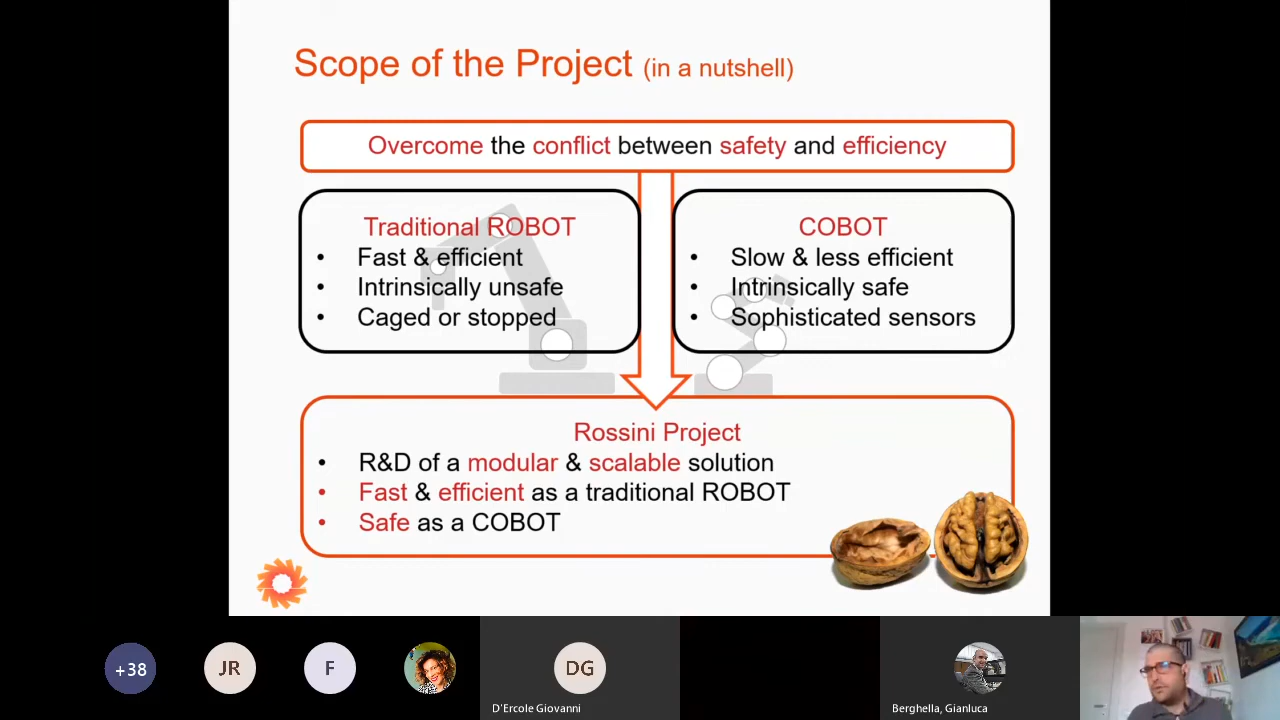 Scope of the Project (in a nutshell)
Overcome the conflict between safety and efficiency
Traditional ROBOT
• Fast & efficient
• Intrinsically unsafe
• Caged or stopped
COBOT
• Slow & less efficient
• Intrinsically safe
• Sophisticated sensors
Rossini Project
• R&D of a modular & scalable solution
• Fast & efficient as a traditional ROBOT
• Safe as a COBOT
+38
JR
F
DG
D'Ercole Giovanni
Berghella, Gianluca